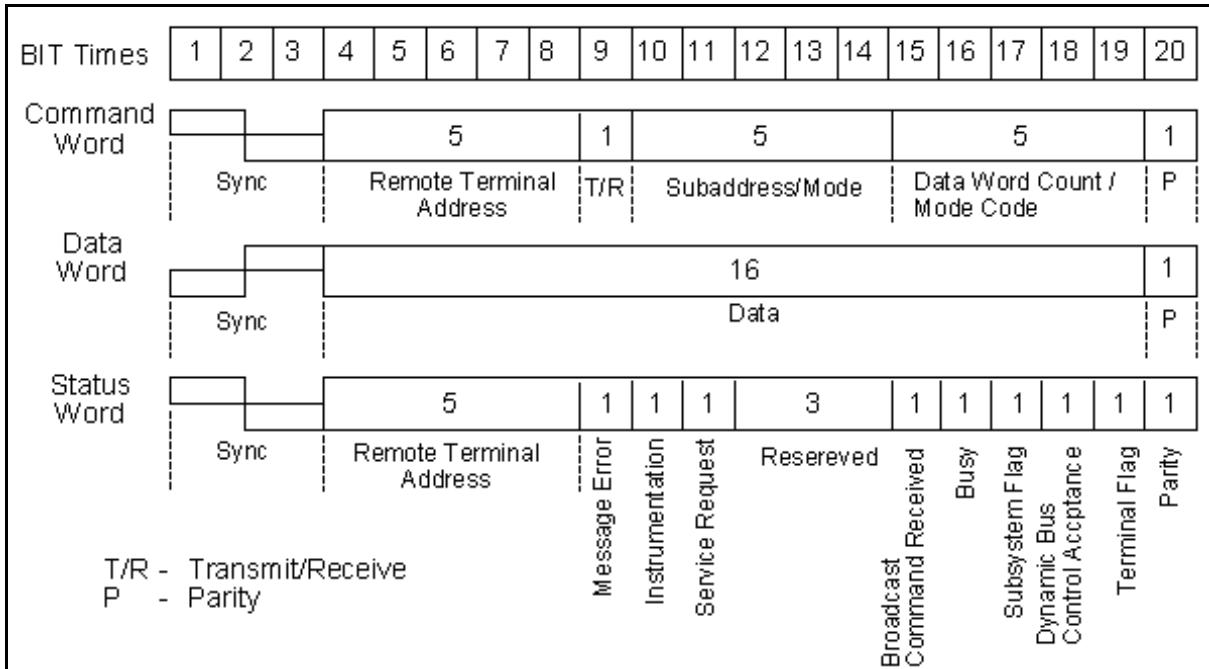 BIT Times 1 2 3 4 5 6 7 8 9 10 11 12 13 14 15 16 17 18 19 20
Command
Word
5 1 5 5 1
Sync
Remote Terminal
Address
T/R
Subaddress/Mode
Data Word Count /
Mode Code
P
Data
Word
16 1
Sync
Data
P
Status
Word
5 1 1 1 3 1 1 1 1 1 1
Sync
Remote Terminal
Address
Message Error
Instrumentation
Service Request
Resereved
Broadcast
Command Received
Busy
Subsystem Flag
Dynamic Bus
Control Accptance
Terminal Flag
Parity
T/R - Transmit/Receive
P - Parity